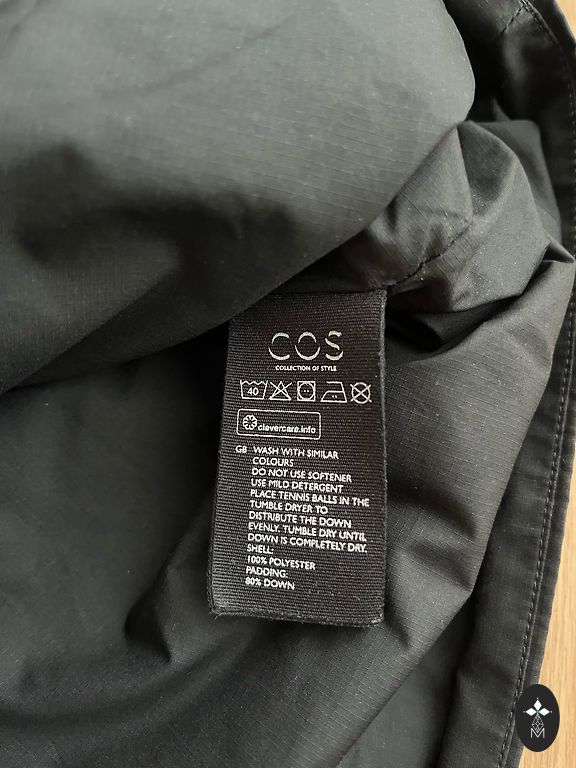 COS
COLLECTION OF STYLE
40
clevercare.info
GB WASH WITH SIMILAR
COLOURS
DO NOT USE SOFTENER
USE MILD DETERGENT
PLACE TENNIS BALLS IN THE
TUMBLE DRYER TO
DISTRIBUTE THE DOWN
EVENLY. TUMBLE DRY UNTIL
DOWN IS COMPLETELY DRY.
SHELL:
100% POLYESTER
PADDING:
80% DOWN
M